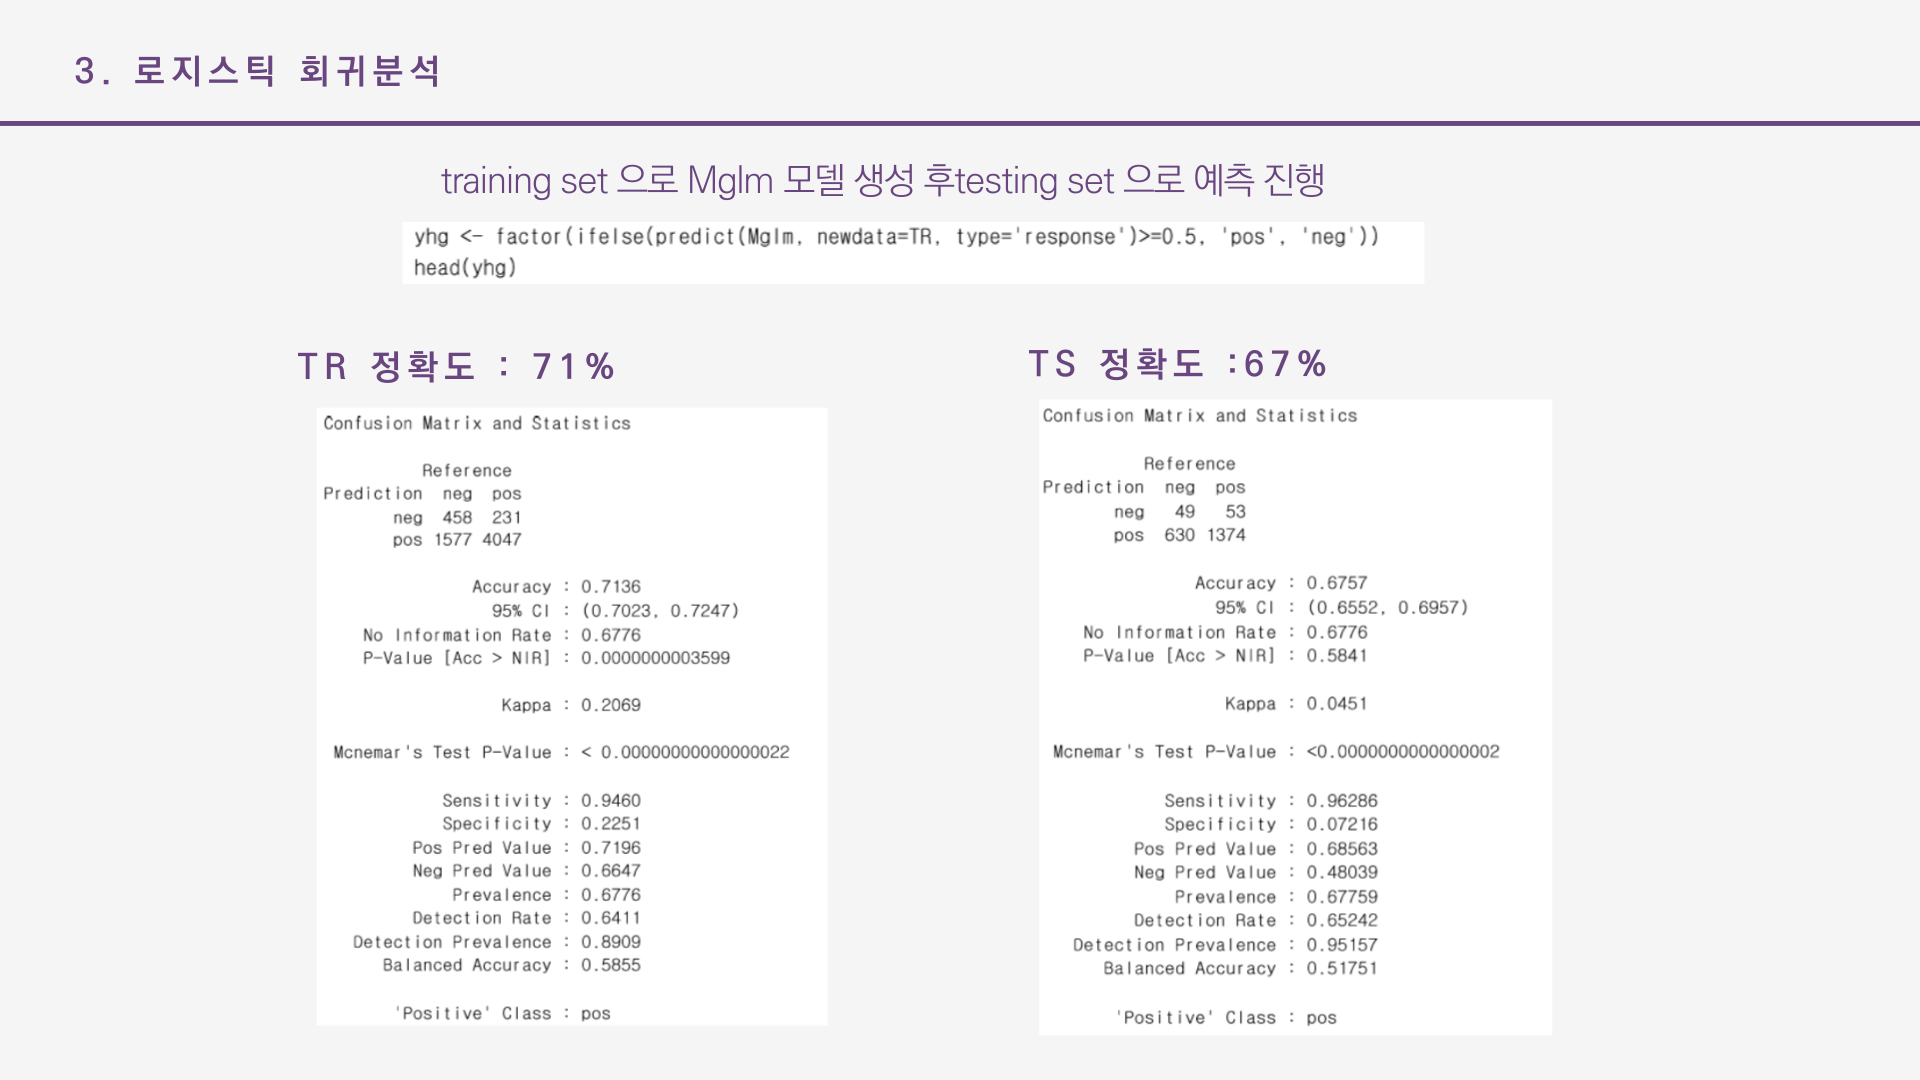 3. 로지스틱 회귀분석
training set 으로 Mglm 모델 생성 후testing set 으로 예측 진행
yhg <- factor(ifelse(predict(Mglm, newdata=TR, type='response')>=0.5, 'pos', 'neg'))
head(yhg)
TR 정확도 : 71%
Confusion Matrix and Statistics
Reference
Prediction neg pos
neg 458 231
pos 1577 4047
Accuracy : 0.7136
95% CI : (0.7023, 0.7247)
No Information Rate : 0.6776
P-Value [Acc > NIR] : 0.0000000003599
Kappa : 0.2069
Mcnemar's Test P-Value : < 0.00000000000000022
Sensitivity : 0.9460
Specificity : 0.2251
Pos Pred Value : 0.7196
Neg Pred Value : 0.6647
Prevalence : 0.6776
Detection Rate : 0.6411
Detection Prevalence : 0.8909
Balanced Accuracy : 0.5855
'Positive' Class : pos
TS 정확도 :67%
Confusion Matrix and Statistics
Reference
Prediction neg pos
neg 49 53
pos 630 1374
Accuracy : 0.6757
95% CI : (0.6552, 0.6957)
No Information Rate : 0.6776
P-Value [Acc > NIR] : 0.5841
Kappa : 0.0451
Mcnemar's Test P-Value : <0.0000000000000002
Sensitivity : 0.96286
Specificity : 0.07216
Pos Pred Value : 0.68563
Neg Pred Value : 0.48039
Prevalence : 0.67759
Detection Rate : 0.65242
Detection Prevalence : 0.95157
Balanced Accuracy : 0.51751
'Positive' Class : pos